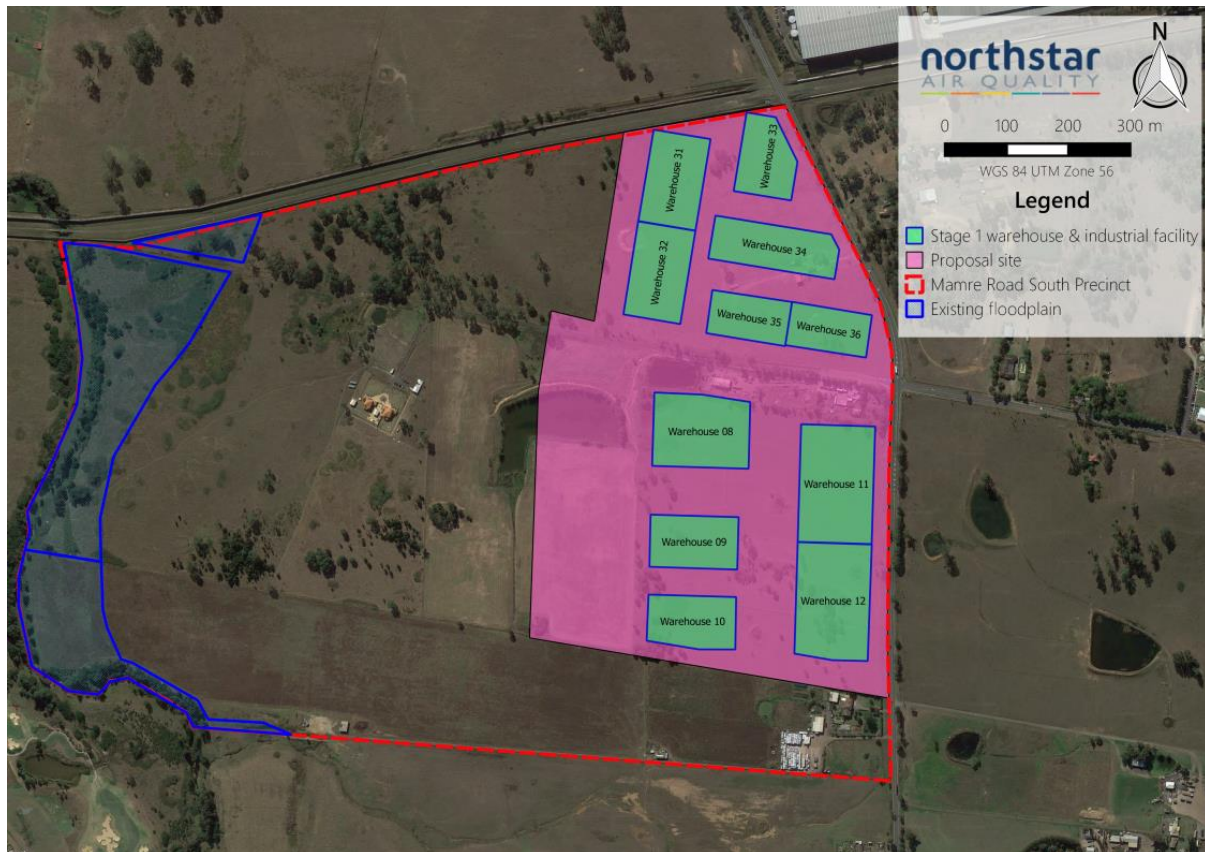 northstar
AIR QUALITY
N
0 100 200 300 m
WGS 84 UTM Zone 56
Legend
Stage 1 warehouse & industrial facility
Proposal site
Mamre Road South Precinct
Existing floodplain
Warehouse 31
Warehouse 33
Warehouse 32
Warehouse 34
Warehouse 35
Warehouse 36
Warehouse 08
Warehouse 11
Warehouse 09
Warehouse 12
Warehouse 10